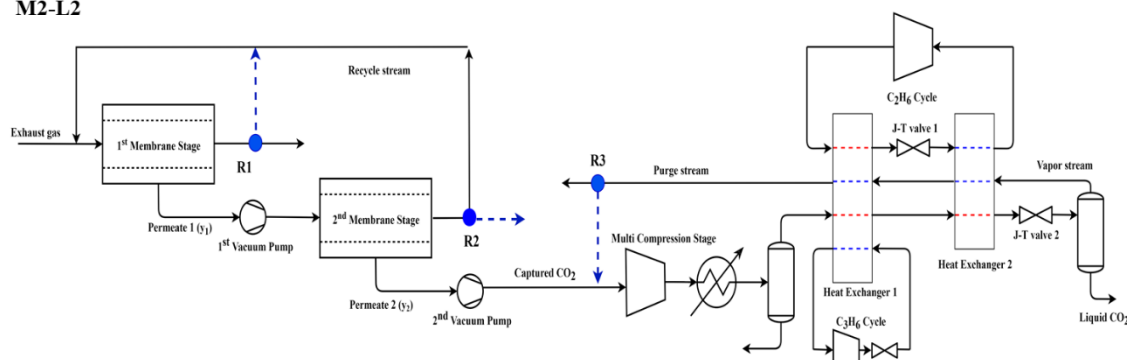 M2-L2
Recycle stream
C2H6 Cycle
Exhaust gas
1st Membrane Stage
J-T valve 1
R1
R3
Purge stream
Vapor stream
Permeate 1 (y1)
1st Vacuum Pump
2nd Membrane Stage
R2
Multi Compression Stage
J-T valve 2
Captured CO2
Heat Exchanger 2
Permeate 2 (y2)
2nd Vacuum Pump
Heat Exchanger 1
C3H6 Cycle
Liquid CO2